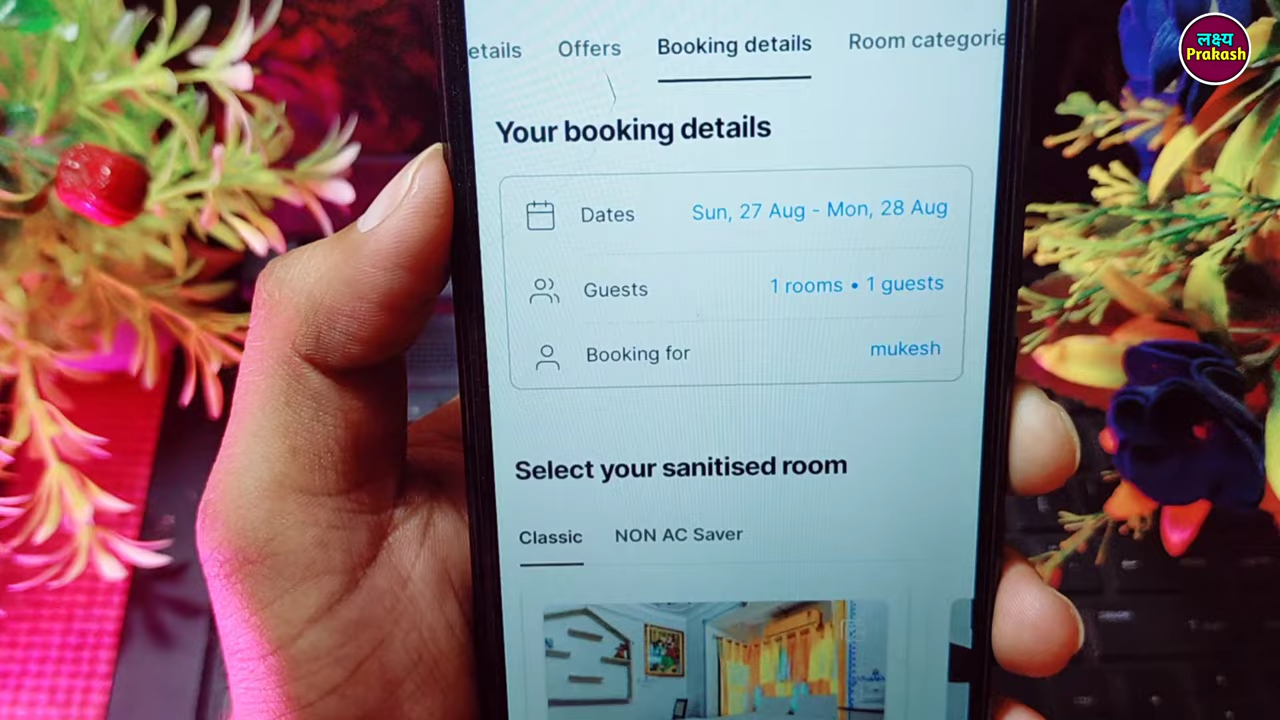 लक्ष्य
Prakash
etails Offers Booking details Room categorie
Your booking details
Dates Sun, 27 Aug - Mon, 28 Aug
Guests 1 rooms • 1 guests
Booking for mukesh
Select your sanitised room
Classic NON AC Saver